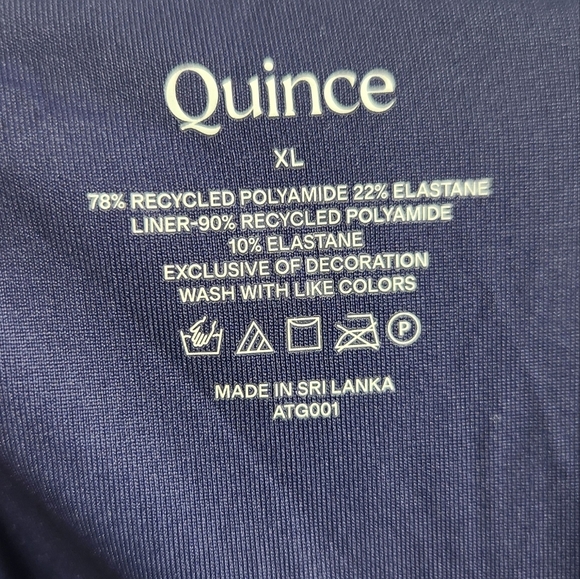 Quince
XL
78% RECYCLED POLYAMIDE 22% ELASTANE
LINER-90% RECYCLED POLYAMIDE
10% ELASTANE
EXCLUSIVE OF DECORATION
WASH WITH LIKE COLORS
P
MADE IN SRI LANKA
ATG001